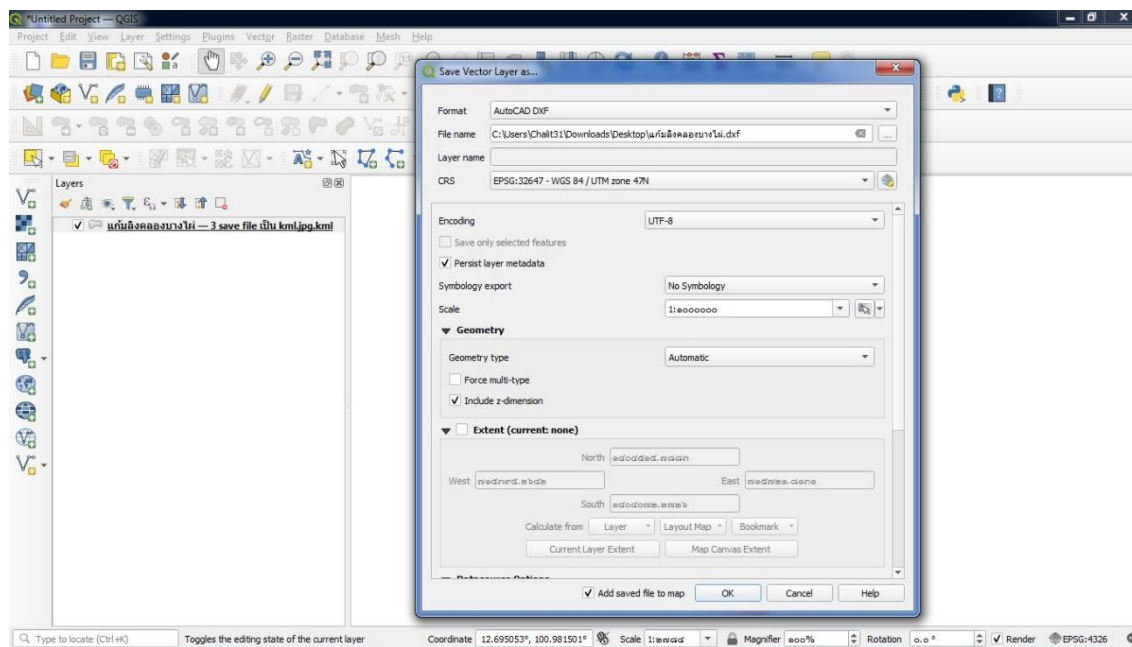 *Untitled Project — QGIS
Project Edit View Layer Settings Plugins Vector Raster Database Mesh Help
Save Vector Layer as...
Format AutoCAD DXF
File name C:\Users\Chalit31\Downloads\Desktop\แก้มลิงคลองบางไผ่.dxf
Layer name
CRS EPSG:32647 - WGS 84 / UTM zone 47N
Layers
แก้มลิงคลองบางไผ่ — 3 save file เป็น kml.jpg.kml
Encoding UTF-8
Save only selected features
Persist layer metadata
Symbology export No Symbology
Scale 1:๑๐๐๐๐๐๐
Geometry
Geometry type Automatic
Force multi-type
Include z-dimension
Extent (current: none)
North
West East
South
Calculate from Layer Layout Map Bookmark
Current Layer Extent Map Canvas Extent
Add saved file to map OK Cancel Help
Type to locate (Ctrl+K) Toggles the editing state of the current layer Coordinate 12.695053°, 100.981501° Scale Magnifier ๑๐๐% Rotation ๐.๐ ° Render EPSG:4326